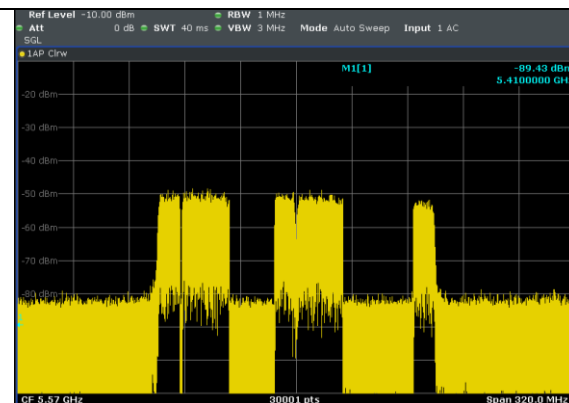 Ref Level -10.00 dBm RBW 1 MHz
Att 0 dB SWT 40 ms VBW 3 MHz Mode Auto Sweep Input 1 AC
SGL
1AP Clrw
M1[1] -89.43 dBm
5.4100000 GHz
-20 dBm
-30 dBm
-40 dBm
-50 dBm
-60 dBm
-70 dBm
-80 dBm
CF 5.57 GHz 30001 pts Span 320.0 MHz